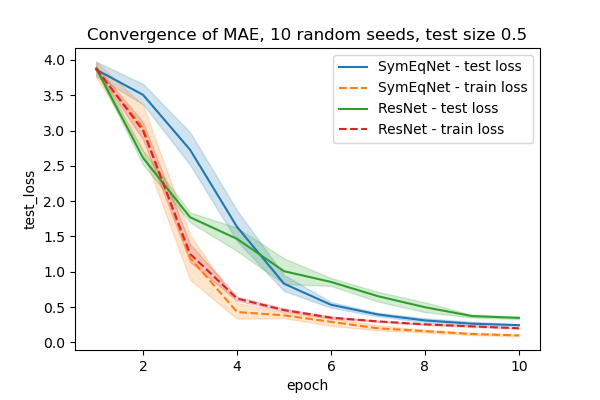 Convergence of MAE, 10 random seeds, test size 0.5
SymEqNet - test loss
SymEqNet - train loss
ResNet - test loss
ResNet - train loss
4.0
3.5
3.0
2.5
2.0
1.5
1.0
0.5
0.0
test_loss
2 4 6 8 10
epoch